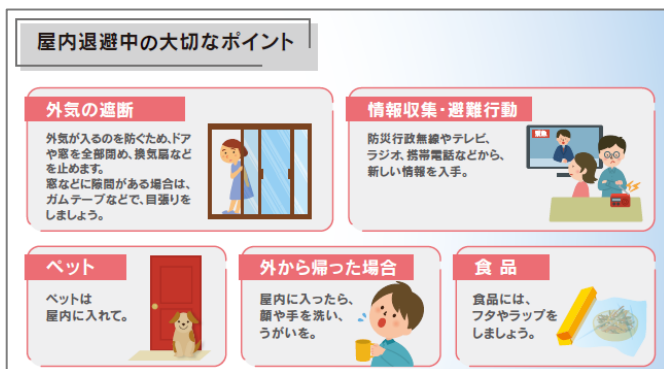 屋内退避中の大切なポイント
外気の遮断
外気が入るのを防ぐため、ドア
や窓を全部閉め、換気扇など
を止めます。
窓などに隙間がある場合は、
ガムテープなどで、目張りを
しましょう。
情報収集・避難行動
防災行政無線やテレビ、
ラジオ、携帯電話などから、
新しい情報を入手。
緊急
ペット
ペットは
屋内に入れて。
外から帰った場合
屋内に入ったら、
顔や手を洗い、
うがいを。
食品
食品には、
フタやラップを
しましょう。